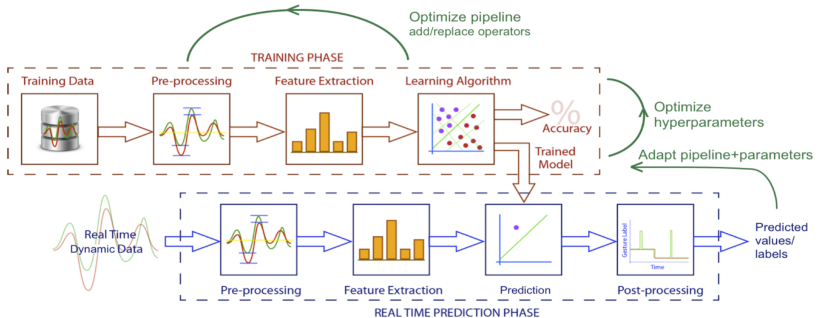 Optimize pipeline
add/replace operators
TRAINING PHASE
Training Data
Pre-processing
Feature Extraction
Learning Algorithm
%
Accuracy
Trained
Model
Optimize
hyperparameters
Adapt pipeline+parameters
Real Time
Dynamic Data
Gesture Label
Time
Predicted
values/
labels
Pre-processing
Feature Extraction
Prediction
Post-processing
REAL TIME PREDICTION PHASE